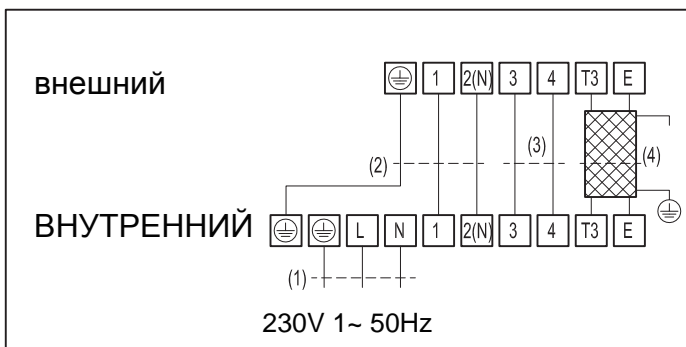 внешний
1 2(N) 3 4 T3 E
(2) (3) (4)
ВНУТРЕННИЙ L N 1 2(N) 3 4 T3 E
(1)
230V 1~ 50Hz